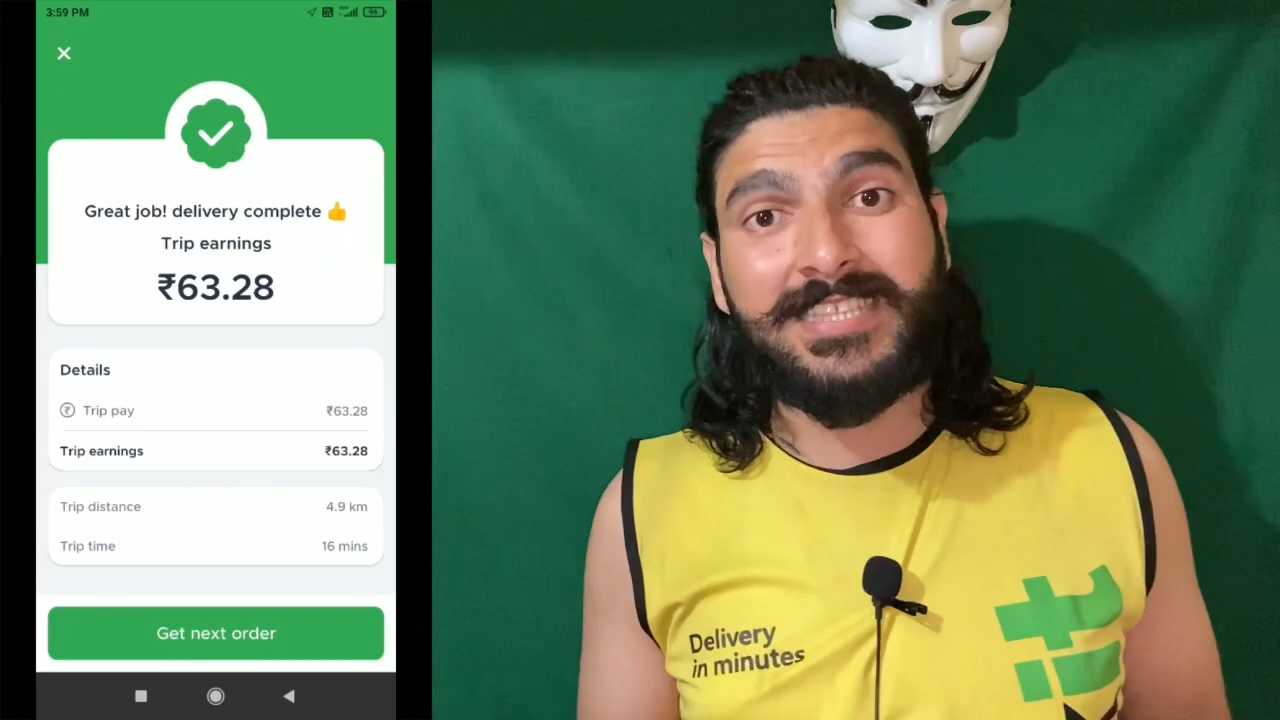 3:59 PM
96
Great job! delivery complete 👍
Trip earnings
₹63.28
Details
Trip pay ₹63.28
Trip earnings ₹63.28
Trip distance 4.9 km
Trip time 16 mins
Get next order
Delivery
in minutes